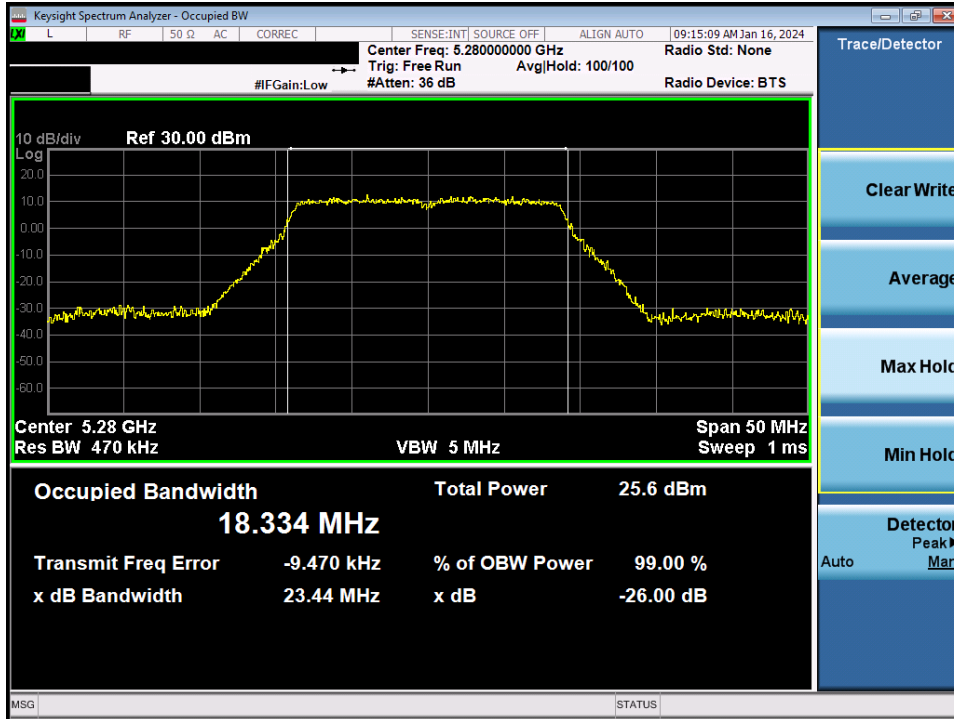 Keysight Spectrum Analyzer - Occupied BW
LXI L RF 50 Ω AC CORREC SENSE:INT SOURCE OFF ALIGN AUTO 09:15:09 AM Jan 16, 2024
Center Freq: 5.280000000 GHz Radio Std: None
Trig: Free Run Avg|Hold: 100/100
#IFGain:Low #Atten: 36 dB Radio Device: BTS
10 dB/div Ref 30.00 dBm
Log
20.0
10.0
0.00
-10.0
-20.0
-30.0
-40.0
-50.0
-60.0
Center 5.28 GHz Span 50 MHz
Res BW 470 kHz VBW 5 MHz Sweep 1 ms
Occupied Bandwidth Total Power 25.6 dBm
18.334 MHz
Transmit Freq Error -9.470 kHz % of OBW Power 99.00 %
x dB Bandwidth 23.44 MHz x dB -26.00 dB
MSG STATUS
Trace/Detector
Clear Write
Average
Max Hold
Min Hold
Detector
Peak
Auto Man